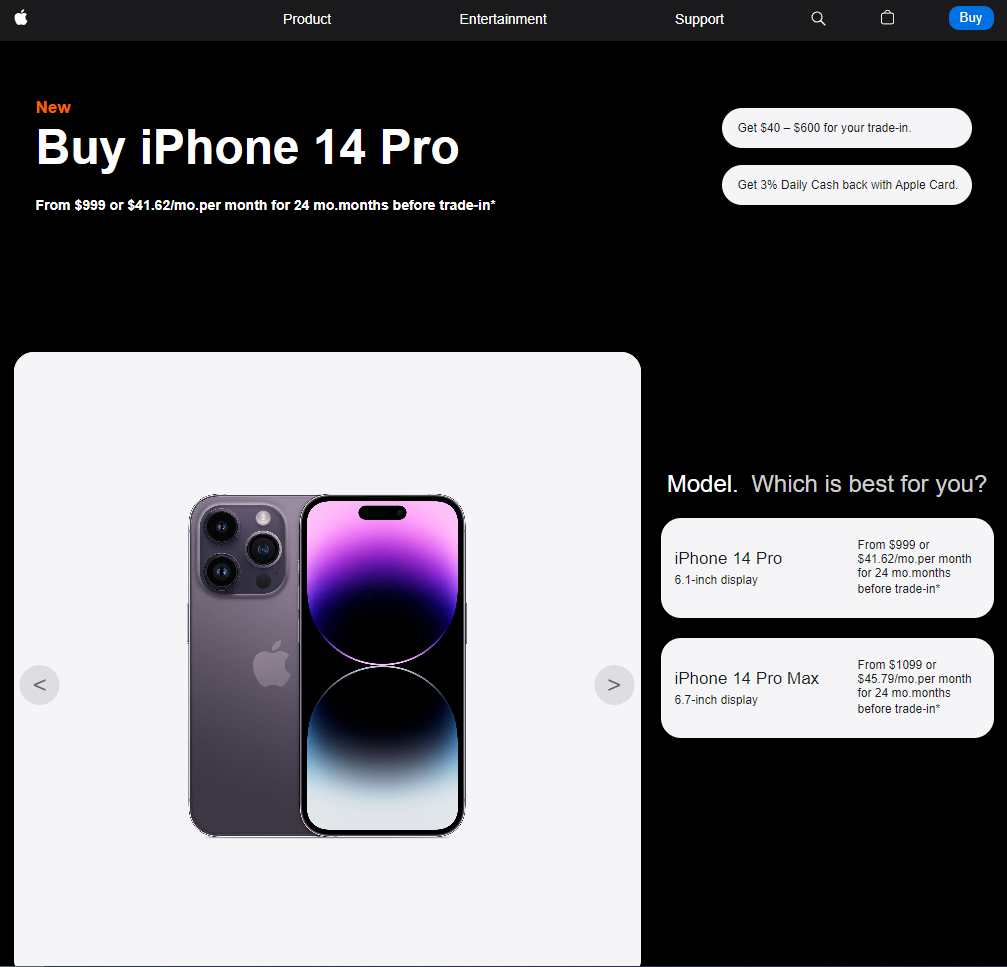 Product
Entertainment
Support
Buy
New
Buy iPhone 14 Pro
From $999 or $41.62/mo.per month for 24 mo.months before trade-in*
Get $40 – $600 for your trade-in.
Get 3% Daily Cash back with Apple Card.
<
>
Model. Which is best for you?
iPhone 14 Pro
6.1-inch display
From $999 or
$41.62/mo.per month
for 24 mo.months
before trade-in*
iPhone 14 Pro Max
6.7-inch display
From $1099 or
$45.79/mo.per month
for 24 mo.months
before trade-in*